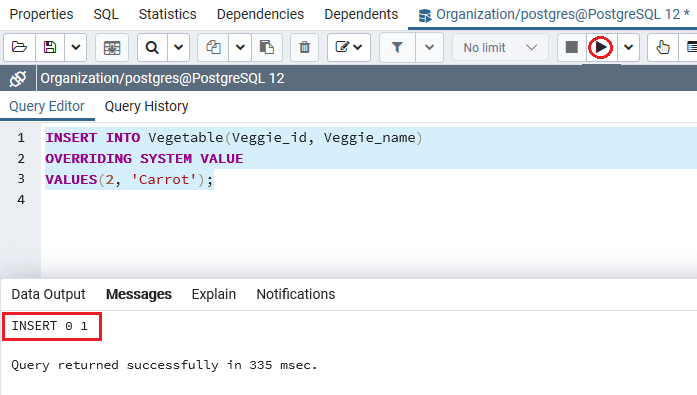 Properties SQL Statistics Dependencies Dependents Organization/postgres@PostgreSQL 12 *
No limit
Organization/postgres@PostgreSQL 12
Query Editor Query History
1 INSERT INTO Vegetable(Veggie_id, Veggie_name)
2 OVERRIDING SYSTEM VALUE
3 VALUES(2, 'Carrot');
4
Data Output Messages Explain Notifications
INSERT 0 1
Query returned successfully in 335 msec.